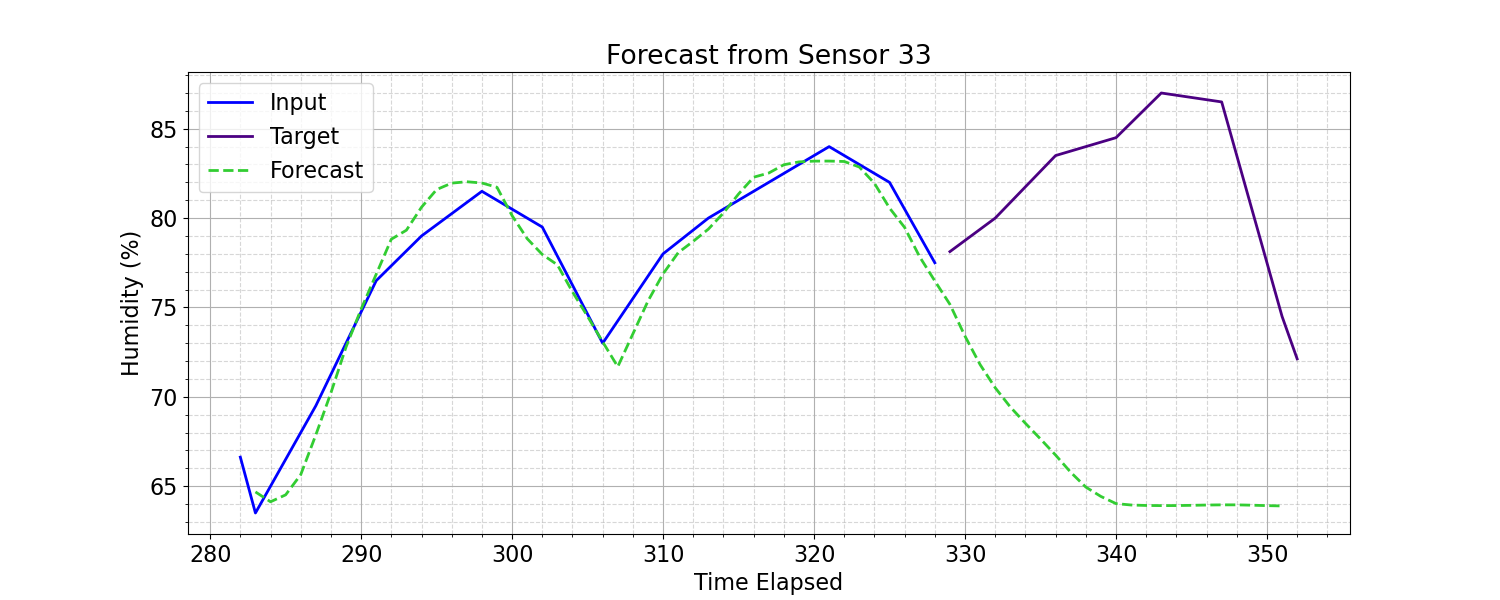 Forecast from Sensor 33
Input
Target
Forecast
Humidity (%)
85
80
75
70
65
280 290 300 310 320 330 340 350
Time Elapsed